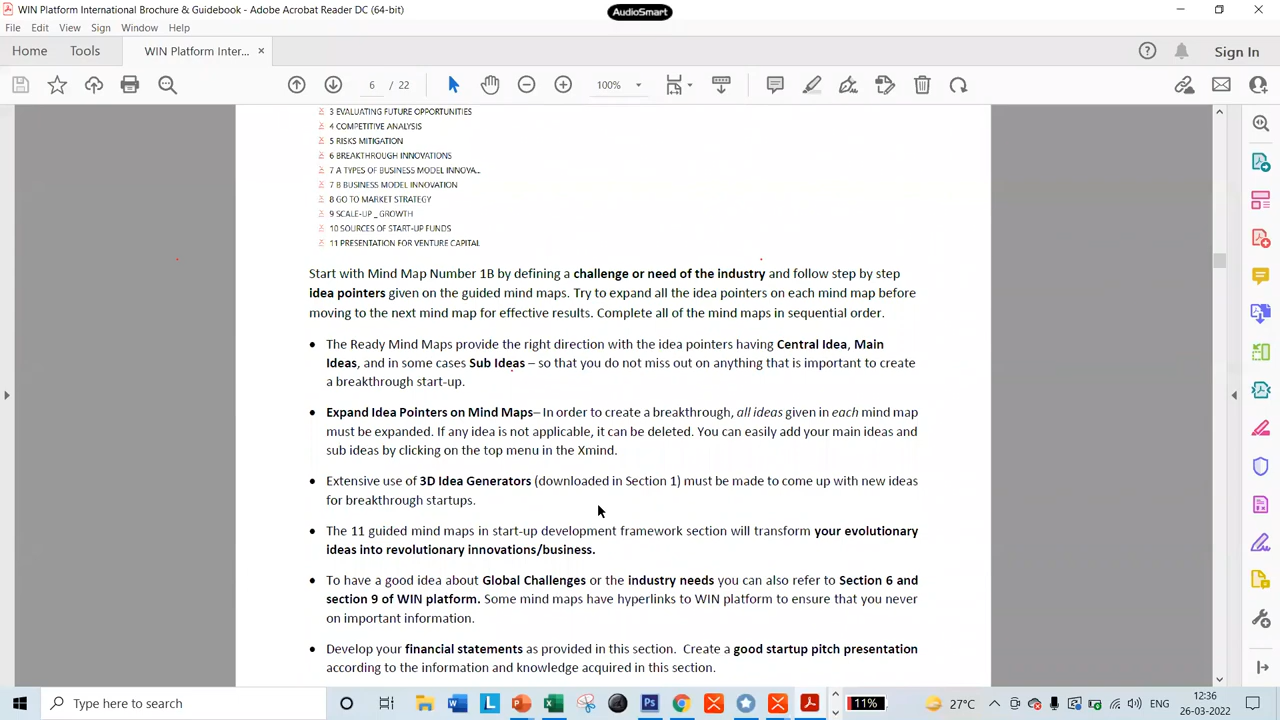 WIN Platform International Brochure & Guidebook - Adobe Acrobat Reader DC (64-bit)
AudioSmart
File Edit View Sign Window Help
Home Tools WIN Platform Inter... × Sign In
6 / 22 100%
3 EVALUATING FUTURE OPPORTUNITIES
4 COMPETITIVE ANALYSIS
5 RISKS MITIGATION
6 BREAKTHROUGH INNOVATIONS
7 A TYPES OF BUSINESS MODEL INNOVA...
7 B BUSINESS MODEL INNOVATION
8 GO TO MARKET STRATEGY
9 SCALE-UP _ GROWTH
10 SOURCES OF START-UP FUNDS
11 PRESENTATION FOR VENTURE CAPITAL
Start with Mind Map Number 1B by defining a challenge or need of the industry and follow step by step
idea pointers given on the guided mind maps. Try to expand all the idea pointers on each mind map before
moving to the next mind map for effective results. Complete all of the mind maps in sequential order.
• The Ready Mind Maps provide the right direction with the idea pointers having Central Idea, Main
Ideas, and in some cases Sub Ideas – so that you do not miss out on anything that is important to create
a breakthrough start-up.
• Expand Idea Pointers on Mind Maps– In order to create a breakthrough, all ideas given in each mind map
must be expanded. If any idea is not applicable, it can be deleted. You can easily add your main ideas and
sub ideas by clicking on the top menu in the Xmind.
• Extensive use of 3D Idea Generators (downloaded in Section 1) must be made to come up with new ideas
for breakthrough startups.
• The 11 guided mind maps in start-up development framework section will transform your evolutionary
ideas into revolutionary innovations/business.
• To have a good idea about Global Challenges or the industry needs you can also refer to Section 6 and
section 9 of WIN platform. Some mind maps have hyperlinks to WIN platform to ensure that you never
on important information.
• Develop your financial statements as provided in this section. Create a good startup pitch presentation
according to the information and knowledge acquired in this section.
Type here to search
11% 27°C ENG
12:36
26-03-2022